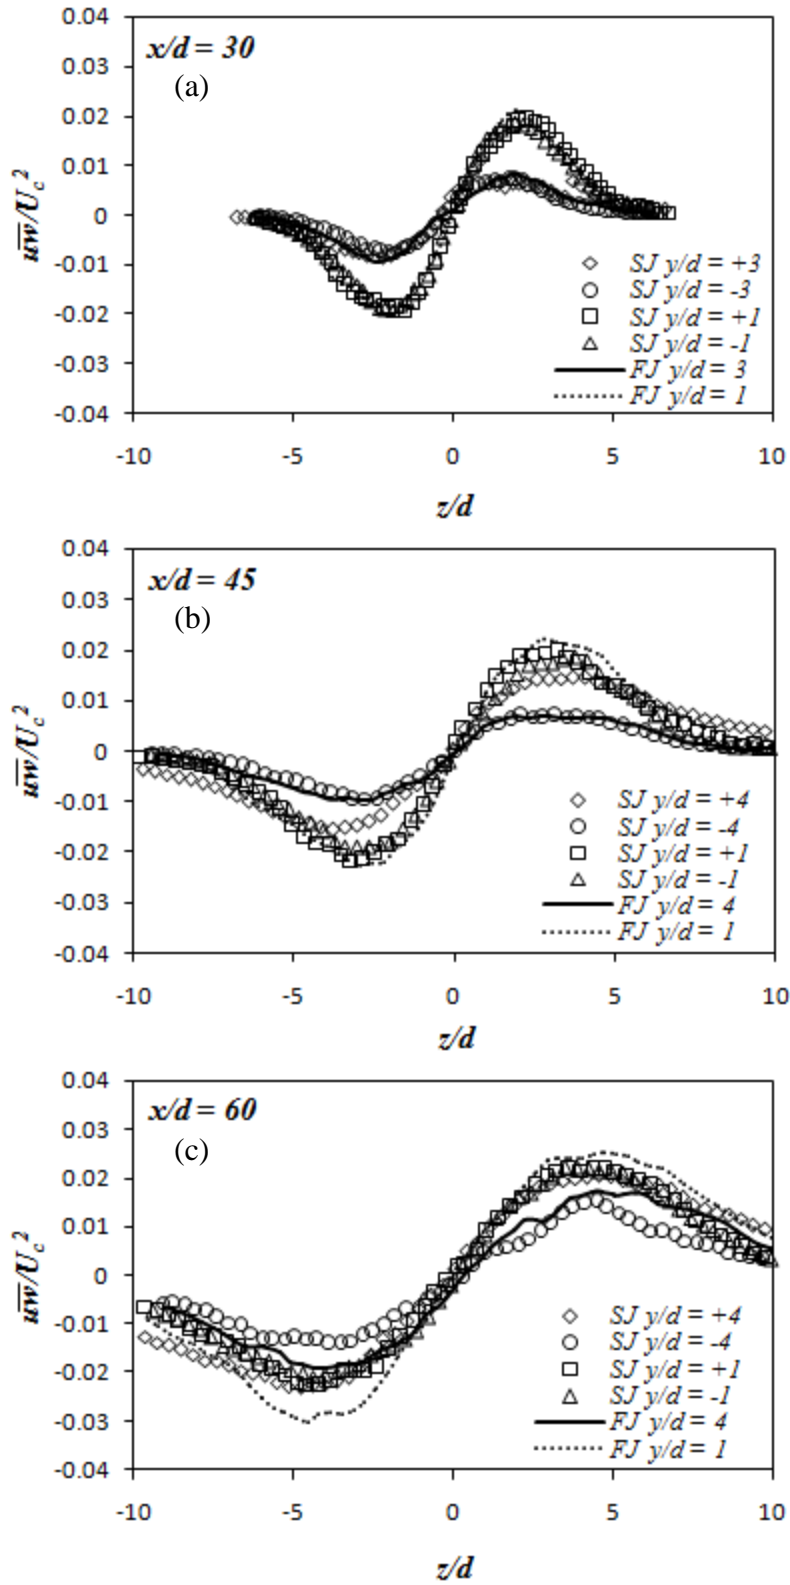 0.04
x/d = 30
(a)
0.03
0.02
0.01
0
-0.01
-0.02
-0.03
-0.04
uw/Uc²
SJ y/d = +3
SJ y/d = -3
SJ y/d = +1
SJ y/d = -1
FJ y/d = 3
FJ y/d = 1
-10 -5 0 5 10
z/d
0.04
x/d = 45
(b)
0.03
0.02
0.01
0
-0.01
-0.02
-0.03
-0.04
uw/Uc²
SJ y/d = +4
SJ y/d = -4
SJ y/d = +1
SJ y/d = -1
FJ y/d = 4
FJ y/d = 1
-10 -5 0 5 10
z/d
0.04
x/d = 60
(c)
0.03
0.02
0.01
0
-0.01
-0.02
-0.03
-0.04
uw/Uc²
SJ y/d = +4
SJ y/d = -4
SJ y/d = +1
SJ y/d = -1
FJ y/d = 4
FJ y/d = 1
-10 -5 0 5 10
z/d